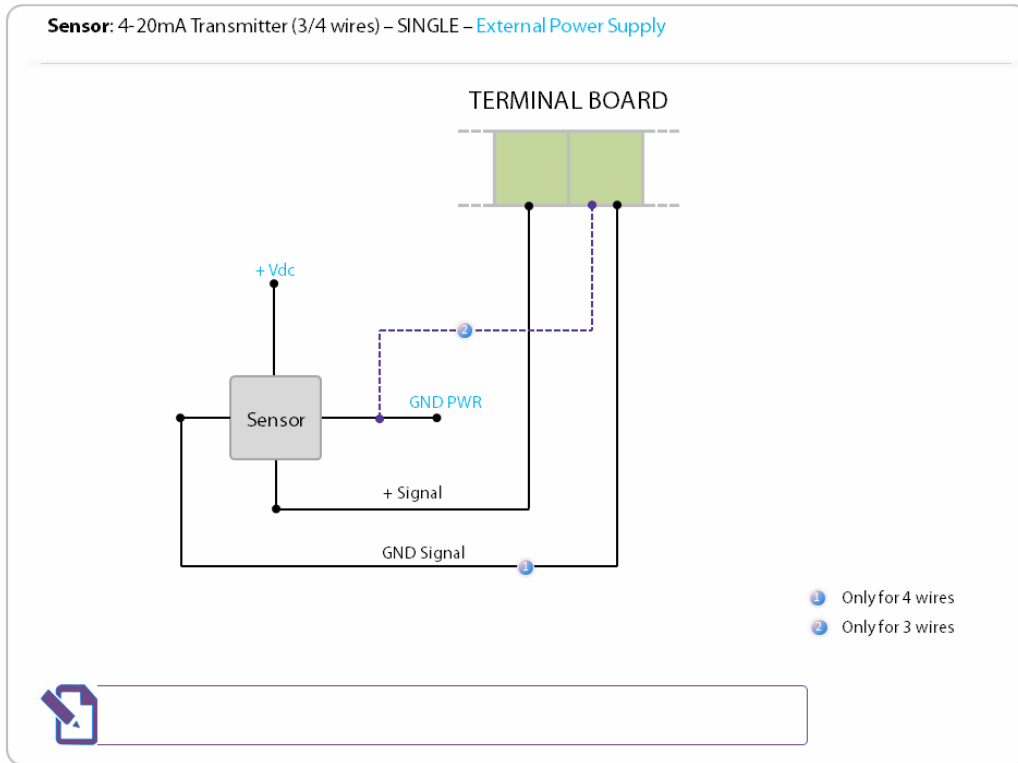 Sensor: 4-20mA Transmitter (3/4 wires) – SINGLE – External Power Supply
TERMINAL BOARD
+ Vdc
2
GND PWR
Sensor
+ Signal
GND Signal
1
1 Only for 4 wires
2 Only for 3 wires